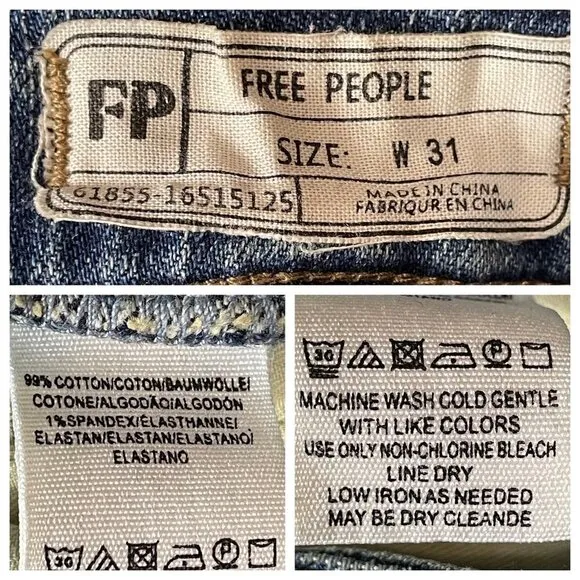 FP
FREE PEOPLE
SIZE: W 31
61855-16515125
MADE IN CHINA
FABRIQUR EN CHINA
99% COTTON/COTON/BAUMWOLLE/
COTONE/ALGODÃO/ALGODÓN
1%SPANDEX/ÉLASTHANNE/
ELASTAN/ELASTAN/ELASTANO/
ELASTANO
30
30
MACHINE WASH COLD GENTLE
WITH LIKE COLORS
USE ONLY NON-CHLORINE BLEACH
LINE DRY
LOW IRON AS NEEDED
MAY BE DRY CLEANDE